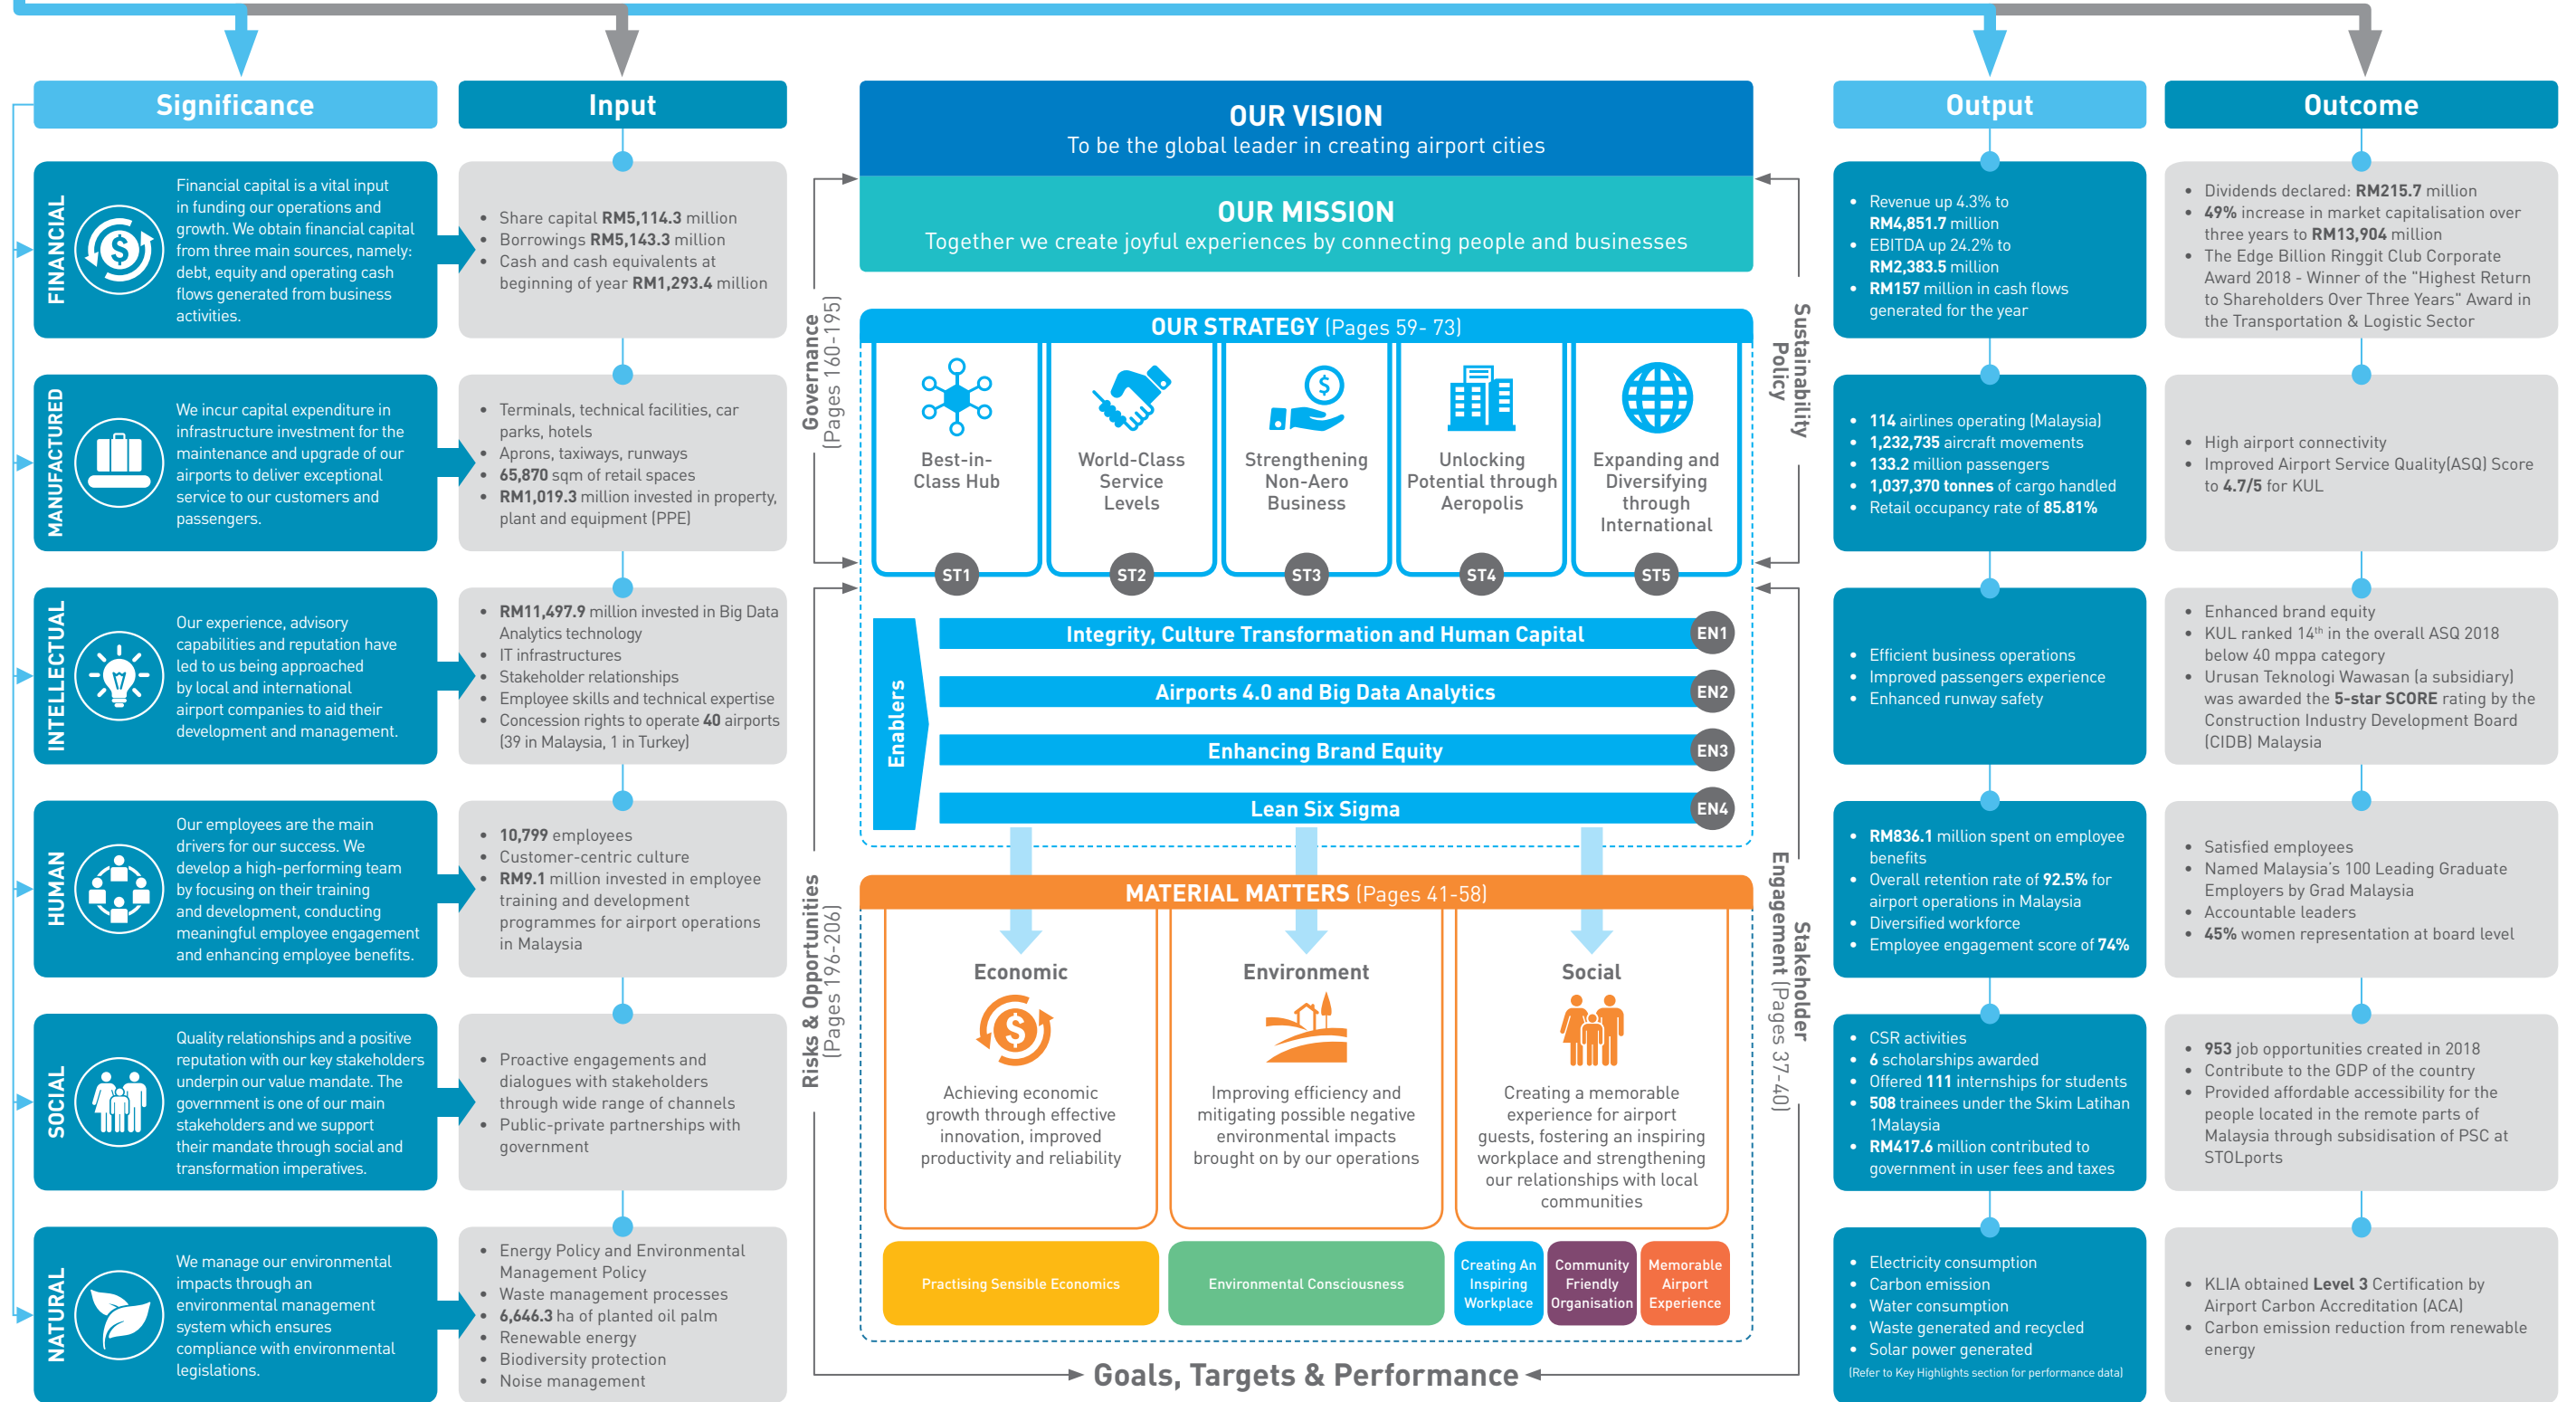 Significance
Input
OUR VISION
To be the global leader in creating airport cities
OUR MISSION
Together we create joyful experiences by connecting people and businesses
Output
Outcome
FINANCIAL
Financial capital is a vital input
in funding our operations and
growth. We obtain financial capital
from three main sources, namely:
debt, equity and operating cash
flows generated from business
activities.
• Share capital RM5,114.3 million
• Borrowings RM5,143.3 million
• Cash and cash equivalents at
beginning of year RM1,293.4 million
MANUFACTURED
We incur capital expenditure in
infrastructure investment for the
maintenance and upgrade of our
airports to deliver exceptional
service to our customers and
passengers.
• Terminals, technical facilities, car
parks, hotels
• Aprons, taxiways, runways
• 65,870 sqm of retail spaces
• RM1,019.3 million invested in property,
plant and equipment (PPE)
INTELLECTUAL
Our experience, advisory
capabilities and reputation have
led to us being approached
by local and international
airport companies to aid their
development and management.
• RM11,497.9 million invested in Big Data
Analytics technology
• IT infrastructures
• Stakeholder relationships
• Employee skills and technical expertise
• Concession rights to operate 40 airports
(39 in Malaysia, 1 in Turkey)
HUMAN
Our employees are the main
drivers for our success. We
develop a high-performing team
by focusing on their training
and development, conducting
meaningful employee engagement
and enhancing employee benefits.
• 10,799 employees
• Customer-centric culture
• RM9.1 million invested in employee
training and development
programmes for airport operations
in Malaysia
SOCIAL
Quality relationships and a positive
reputation with our key stakeholders
underpin our value mandate. The
government is one of our main
stakeholders and we support
their mandate through social and
transformation imperatives.
• Proactive engagements and
dialogues with stakeholders
through wide range of channels
• Public-private partnerships with
government
NATURAL
We manage our environmental
impacts through an
environmental management
system which ensures
compliance with environmental
legislations.
• Energy Policy and Environmental
Management Policy
• Waste management processes
• 6,646.3 ha of planted oil palm
• Renewable energy
• Biodiversity protection
• Noise management
Governance
(Pages 160-195)
Risks & Opportunities
(Pages 196-206)
OUR STRATEGY (Pages 59- 73)
Best-in-
Class Hub
ST1
World-Class
Service
Levels
ST2
Strengthening
Non-Aero
Business
ST3
Unlocking
Potential through
Aeropolis
ST4
Expanding and
Diversifying
through
International
ST5
Enablers
Integrity, Culture Transformation and Human Capital
EN1
Airports 4.0 and Big Data Analytics
EN2
Enhancing Brand Equity
EN3
Lean Six Sigma
EN4
MATERIAL MATTERS (Pages 41-58)
Economic
$
Achieving economic
growth through effective
innovation, improved
productivity and reliability
Environment
Improving efficiency and
mitigating possible negative
environmental impacts
brought on by our operations
Social
Creating a memorable
experience for airport
guests, fostering an inspiring
workplace and strengthening
our relationships with local
communities
Practising Sensible Economics
Environmental Consciousness
Creating An
Inspiring
Workplace
Community
Friendly
Organisation
Memorable
Airport
Experience
Goals, Targets & Performance
Sustainability
Policy
Stakeholder
Engagement (Pages 37-40)
• Revenue up 4.3% to
RM4,851.7 million
• EBITDA up 24.2% to
RM2,383.5 million
• RM157 million in cash flows
generated for the year
• Dividends declared: RM215.7 million
• 49% increase in market capitalisation over
three years to RM13,904 million
• The Edge Billion Ringgit Club Corporate
Award 2018 - Winner of the "Highest Return
to Shareholders Over Three Years" Award in
the Transportation & Logistic Sector
• 114 airlines operating (Malaysia)
• 1,232,735 aircraft movements
• 133.2 million passengers
• 1,037,370 tonnes of cargo handled
• Retail occupancy rate of 85.81%
• High airport connectivity
• Improved Airport Service Quality(ASQ) Score
to 4.7/5 for KUL
• Efficient business operations
• Improved passengers experience
• Enhanced runway safety
• Enhanced brand equity
• KUL ranked 14th in the overall ASQ 2018
below 40 mppa category
• Urusan Teknologi Wawasan (a subsidiary)
was awarded the 5-star SCORE rating by the
Construction Industry Development Board
(CIDB) Malaysia
• RM836.1 million spent on employee
benefits
• Overall retention rate of 92.5% for
airport operations in Malaysia
• Diversified workforce
• Employee engagement score of 74%
• Satisfied employees
• Named Malaysia's 100 Leading Graduate
Employers by Grad Malaysia
• Accountable leaders
• 45% women representation at board level
• CSR activities
• 6 scholarships awarded
• Offered 111 internships for students
• 508 trainees under the Skim Latihan
1Malaysia
• RM417.6 million contributed to
government in user fees and taxes
• 953 job opportunities created in 2018
• Contribute to the GDP of the country
• Provided affordable accessibility for the
people located in the remote parts of
Malaysia through subsidisation of PSC at
STOLports
• Electricity consumption
• Carbon emission
• Water consumption
• Waste generated and recycled
• Solar power generated
(Refer to Key Highlights section for performance data)
• KLIA obtained Level 3 Certification by
Airport Carbon Accreditation (ACA)
• Carbon emission reduction from renewable
energy